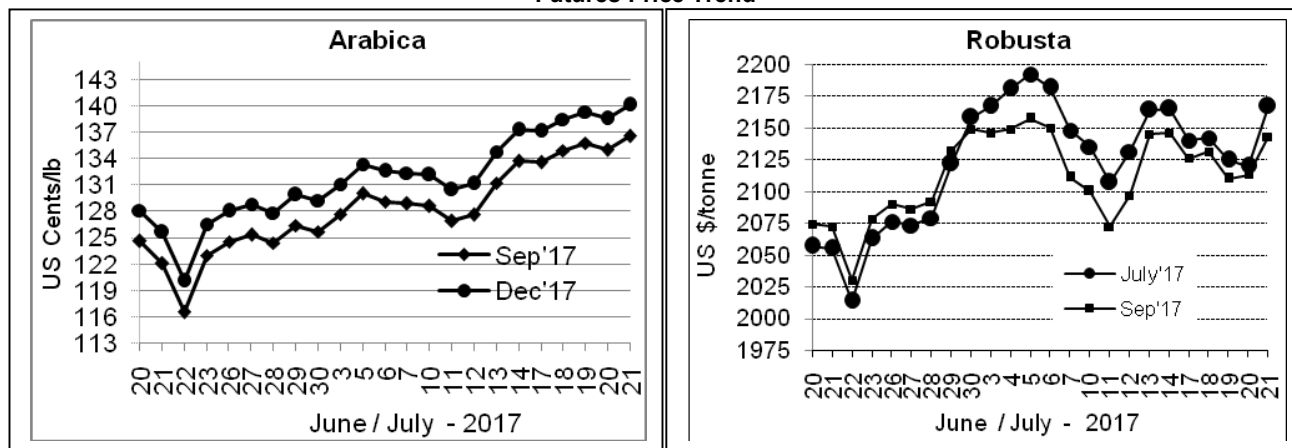 Futures Price Trend
Arabica
US Cents/lb
143
140
137
134
131
128
125
122
119
116
113
Sep'17
Dec'17
20 21 22 23 26 27 28 29 30 3 4 5 6 7 10 11 12 13 14 17 18 19 20 21
June / July - 2017
Robusta
US $/tonne
2200
2175
2150
2125
2100
2075
2050
2025
2000
1975
July'17
Sep'17
20 21 22 23 26 27 28 29 30 3 4 5 6 7 10 11 12 13 14 17 18 19 20 21
June / July - 2017